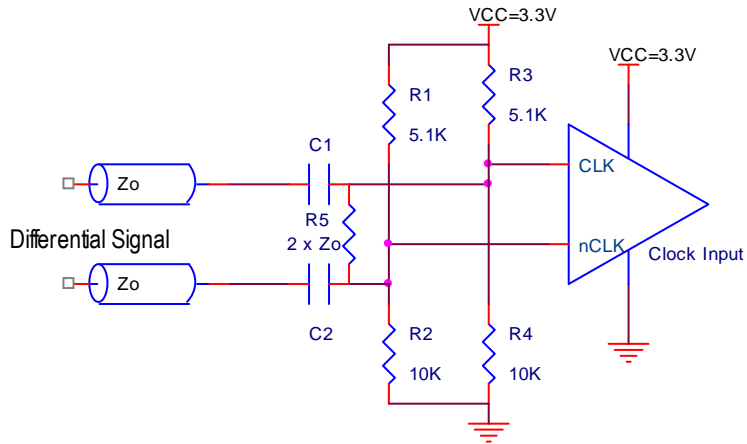 VCC=3.3V
VCC=3.3V
R1
5.1K
R3
5.1K
C1
Zo
CLK
R5
2 x Zo
Differential Signal
nCLK
Clock Input
Zo
C2
R2
10K
R4
10K